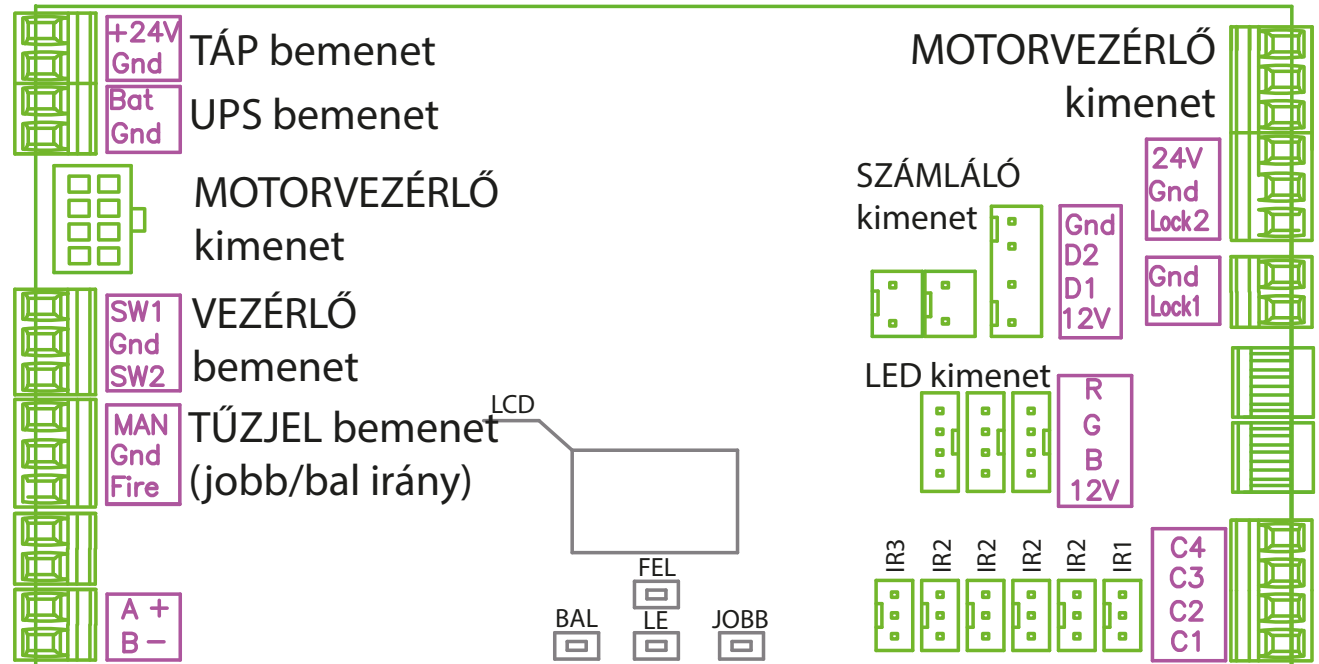 +24V
Gnd
TÁP bemenet
Bat
Gnd
UPS bemenet
MOTORVEZÉRLŐ
kimenet
SW1
Gnd
SW2
VEZÉRLŐ
bemenet
MAN
Gnd
Fire
TŰZJEL bemenet
(jobb/bal irány)
A +
B −
LCD
FEL
BAL
LE
JOBB
MOTORVEZÉRLŐ
kimenet
24V
Gnd
Lock2
SZÁMLÁLÓ
kimenet
Gnd
D2
D1
12V
Gnd
Lock1
LED kimenet
R
G
B
12V
IR3
IR2
IR2
IR2
IR2
IR1
C4
C3
C2
C1